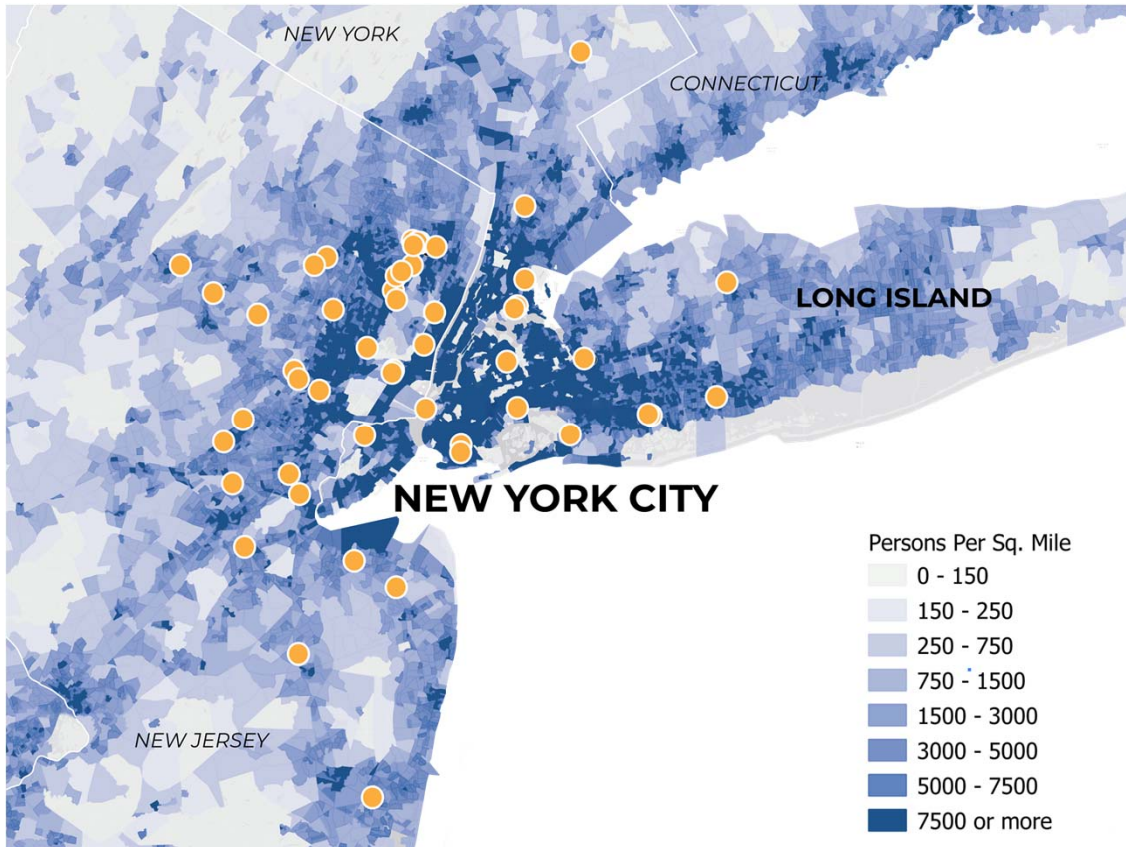 NEW YORK
CONNECTICUT
LONG ISLAND
NEW YORK CITY
NEW JERSEY
Persons Per Sq. Mile
0 - 150
150 - 250
250 - 750
750 - 1500
1500 - 3000
3000 - 5000
5000 - 7500
7500 or more